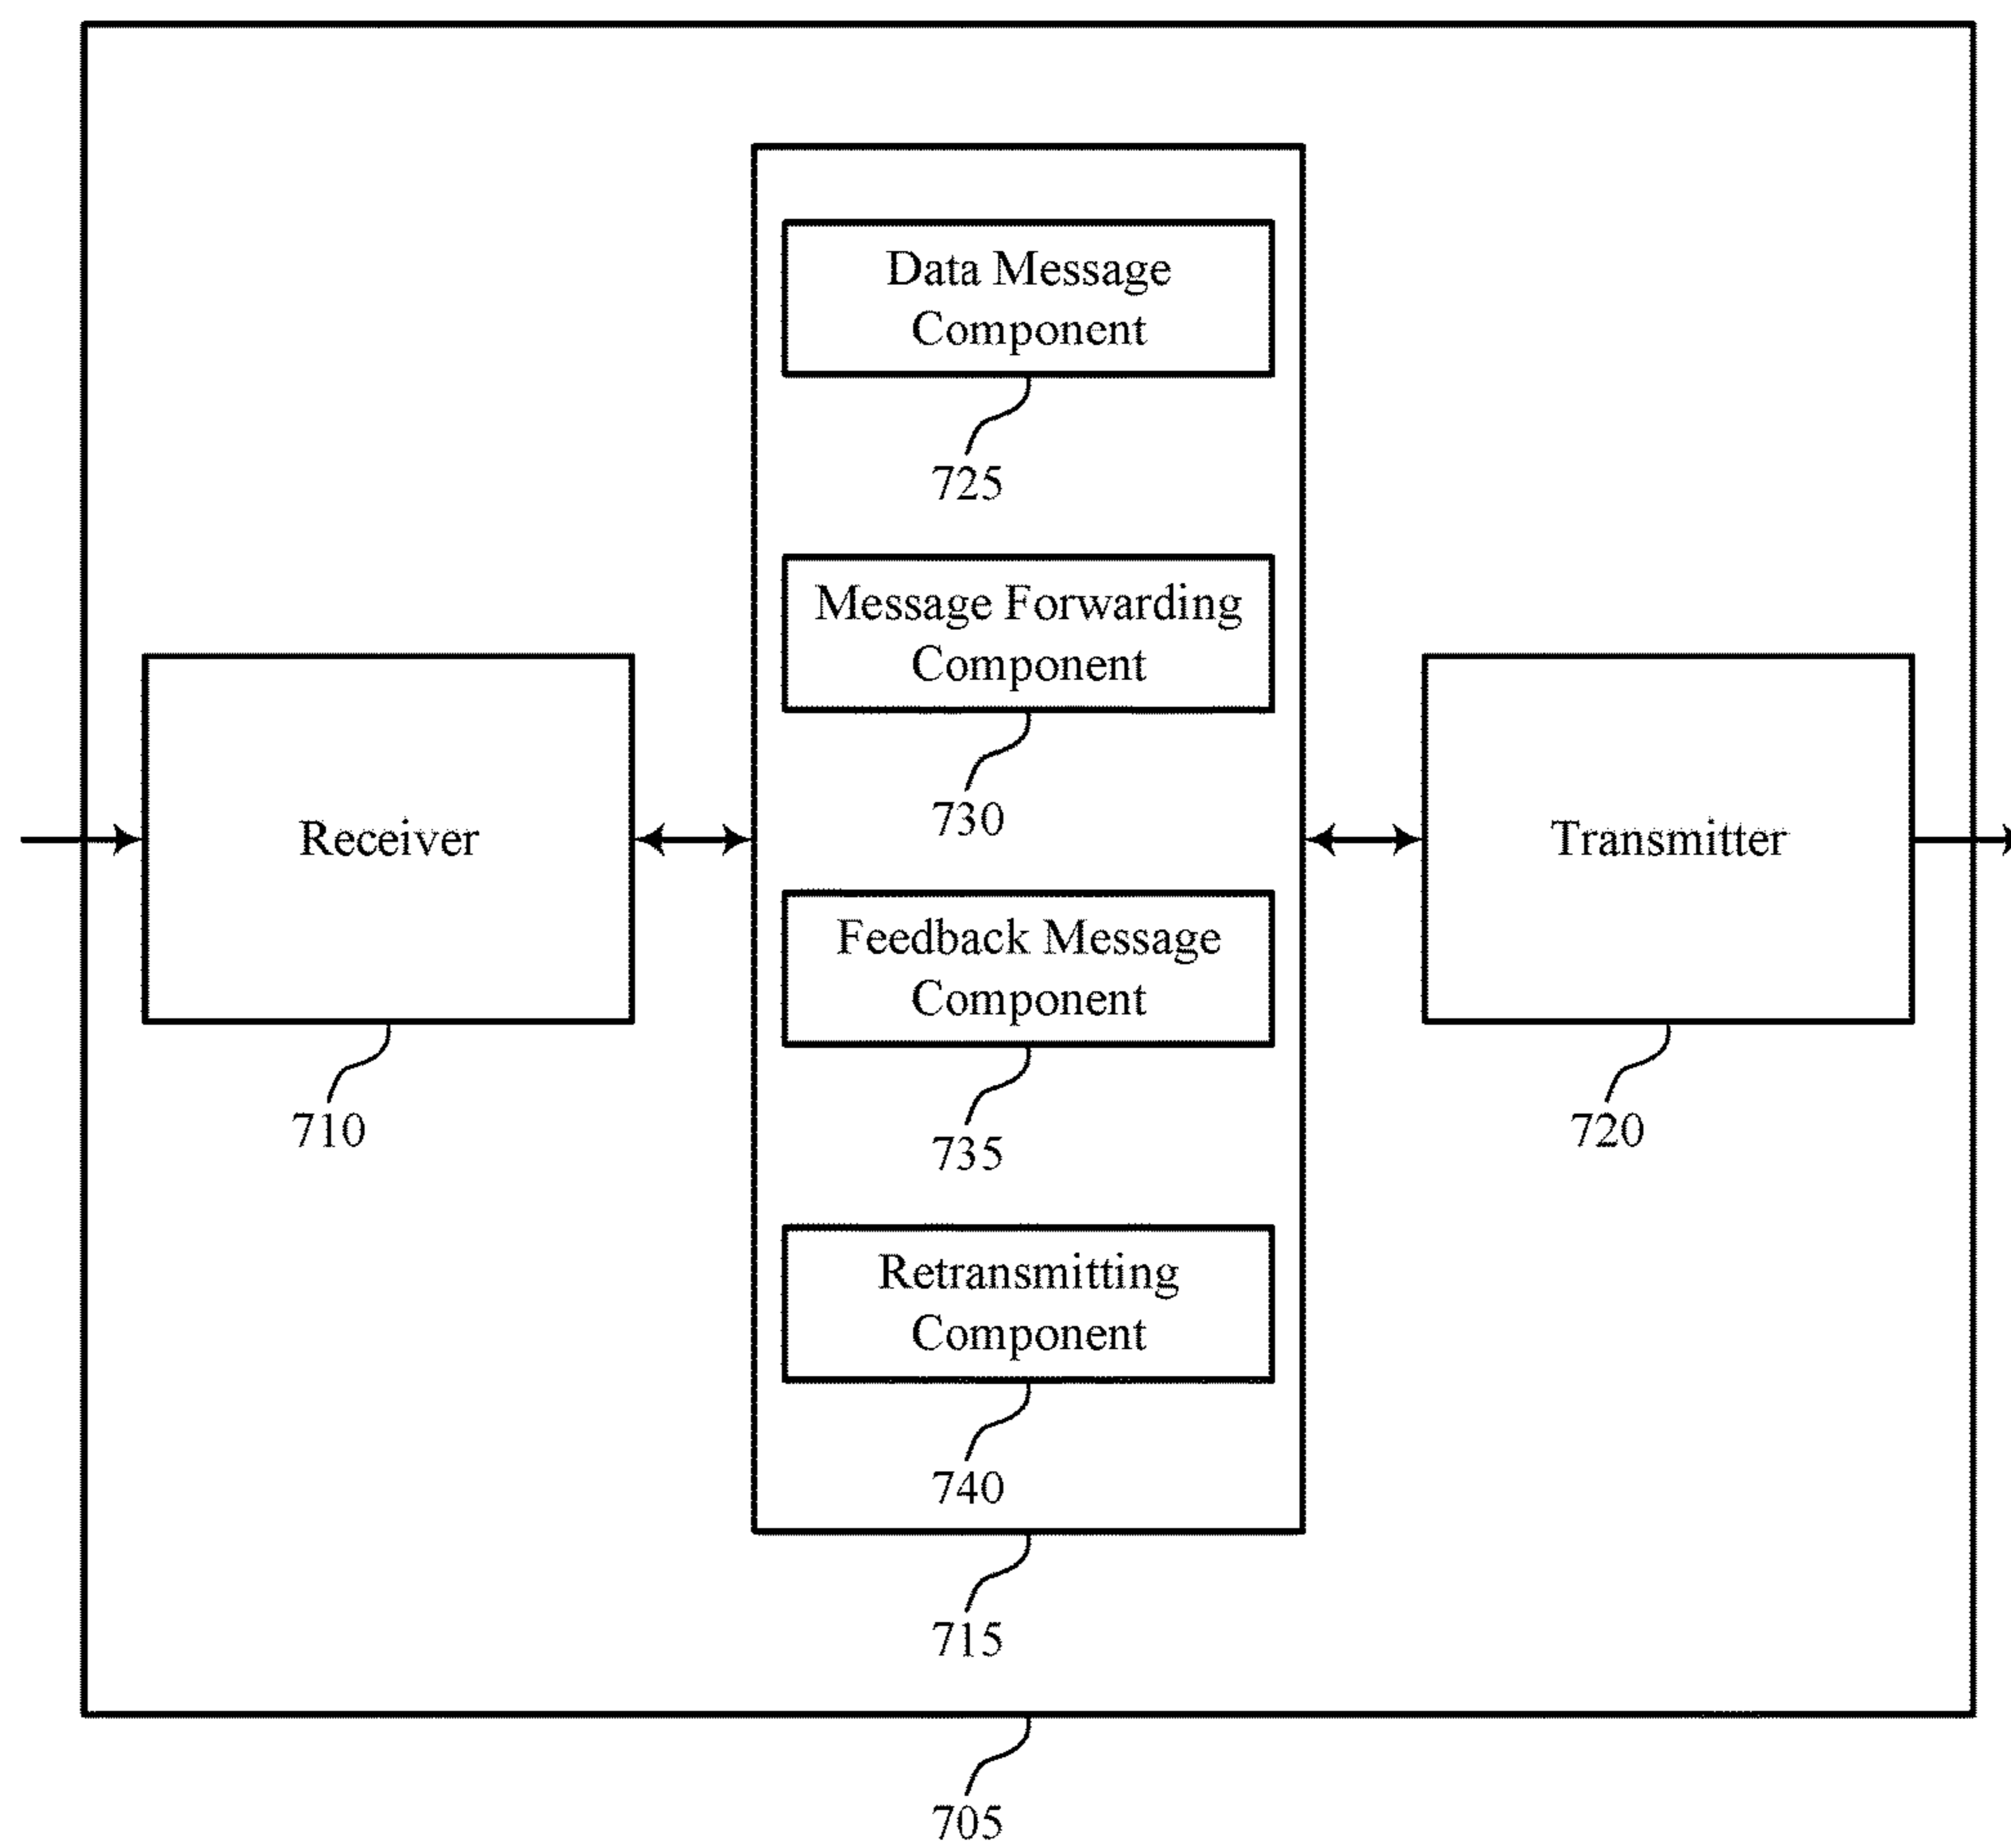 Data Message
Component
725
Message Forwarding
Component
730
Receiver
710
Feedback Message
Component
735
Transmitter
720
Retransmitting
Component
740
715
705